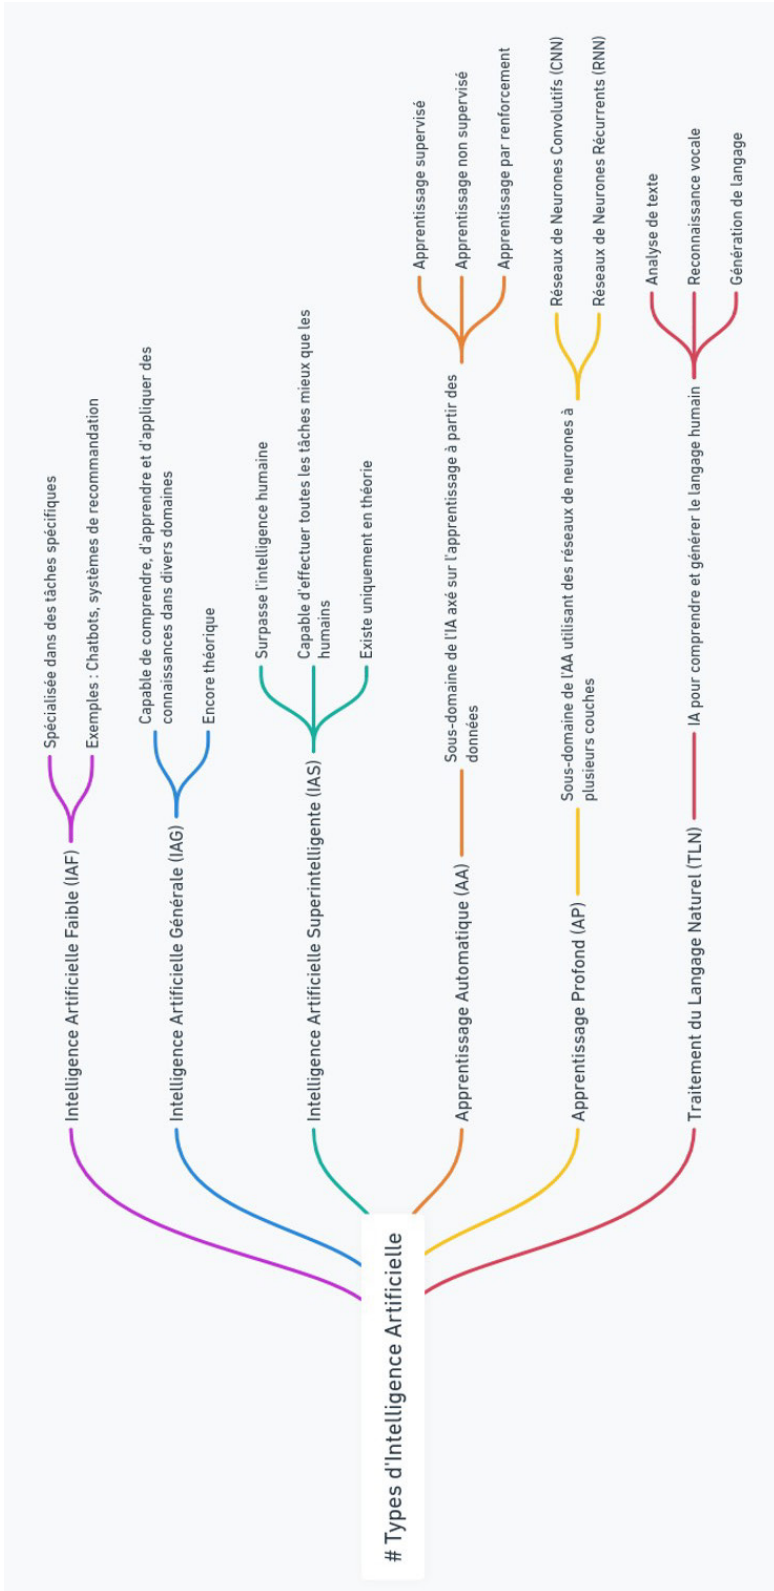 # Types d'Intelligence Artificielle
Intelligence Artificielle Faible (IAF)
Spécialisée dans des tâches spécifiques
Exemples : Chatbots, systèmes de recommandation
Intelligence Artificielle Générale (IAG)
Capable de comprendre, d'apprendre et d'appliquer des
connaissances dans divers domaines
Encore théorique
Intelligence Artificielle Superintelligente (IAS)
Surpasse l'intelligence humaine
Capable d'effectuer toutes les tâches mieux que les
humains
Existe uniquement en théorie
Apprentissage Automatique (AA)
Sous-domaine de l'IA axé sur l'apprentissage à partir des
données
Apprentissage supervisé
Apprentissage non supervisé
Apprentissage par renforcement
Apprentissage Profond (AP)
Sous-domaine de l'AA utilisant des réseaux de neurones à
plusieurs couches
Réseaux de Neurones Convolutifs (CNN)
Réseaux de Neurones Récurrents (RNN)
Traitement du Langage Naturel (TLN)
IA pour comprendre et générer le langage humain
Analyse de texte
Reconnaissance vocale
Génération de langage